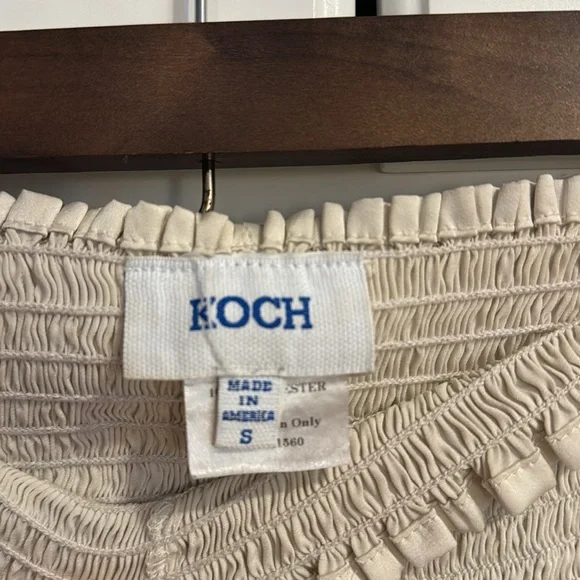 KOCH
MADE
IN
AMERICA
S
ESTER
n Only
1560